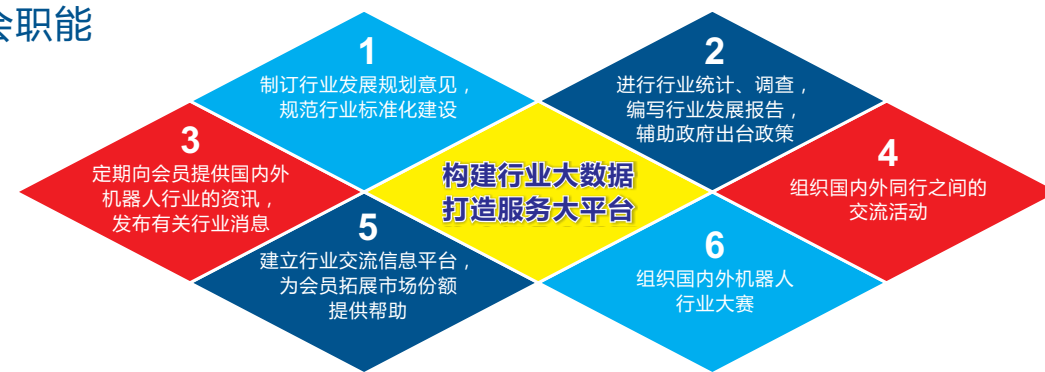 会职能
1
制订行业发展规划意见，
规范行业标准化建设
2
进行行业统计、调查，
编写行业发展报告，
辅助政府出台政策
3
定期向会员提供国内外
机器人行业的资讯，
发布有关行业消息
构建行业大数据
打造服务大平台
4
组织国内外同行之间的
交流活动
5
建立行业交流信息平台，
为会员拓展市场份额
提供帮助
6
组织国内外机器人
行业大赛